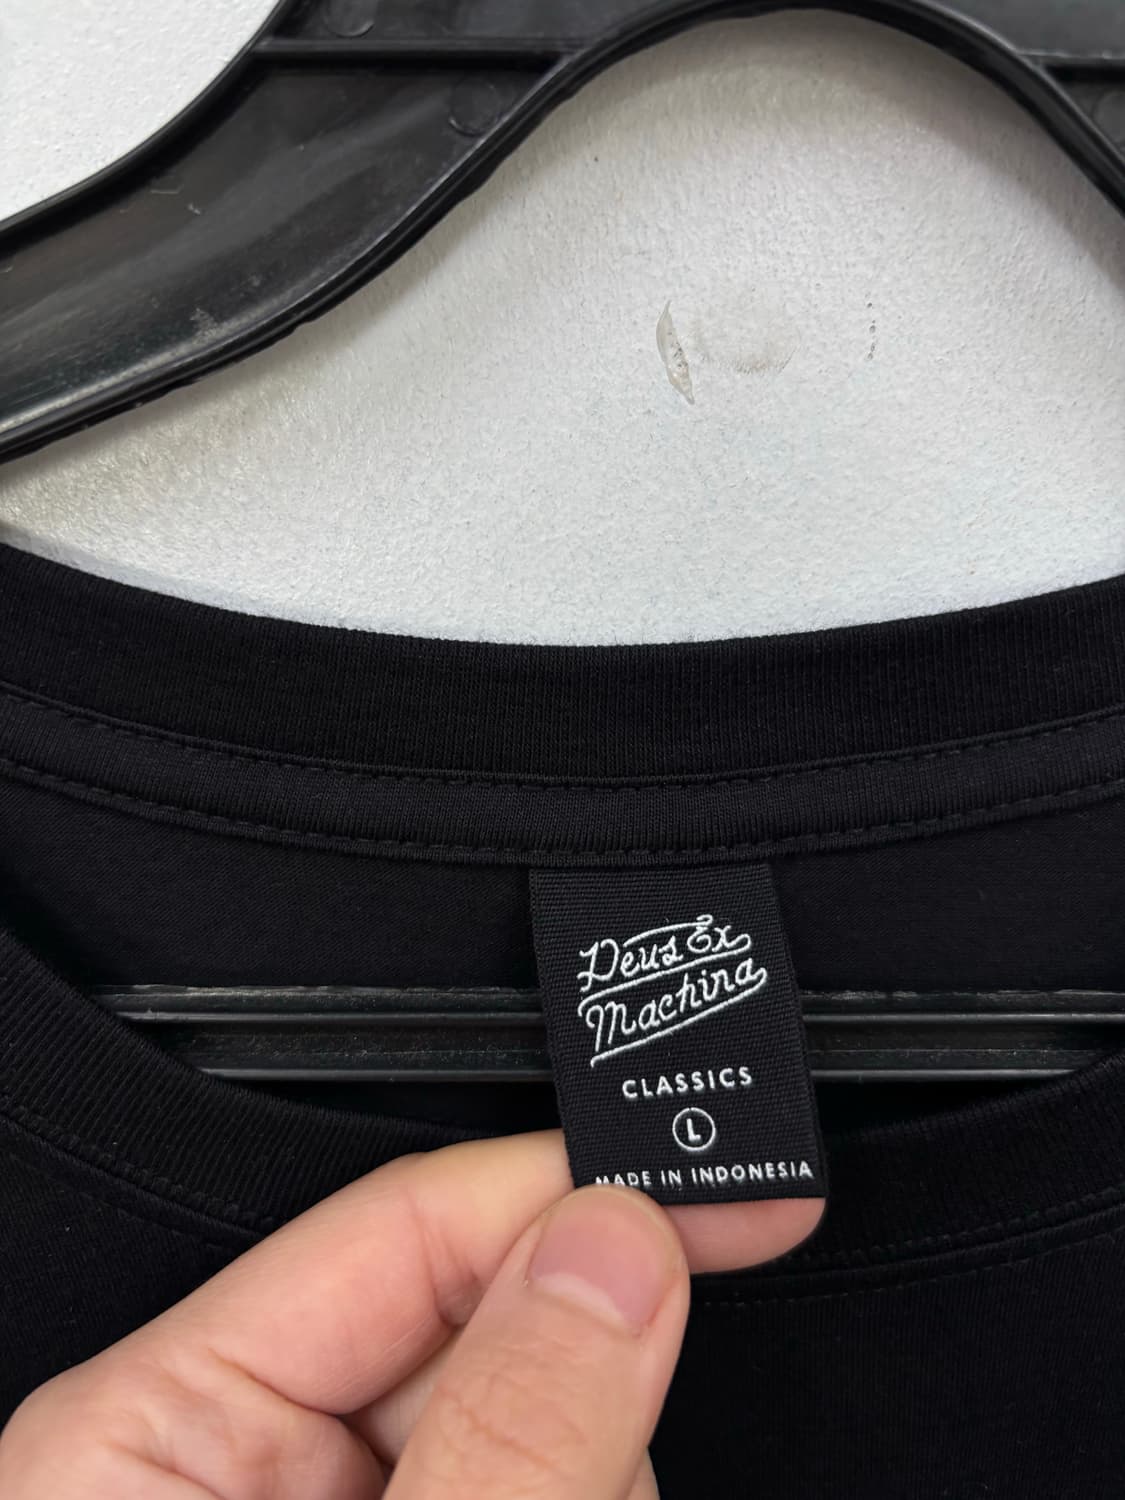 Deus Ex
Machina
CLASSICS
L
MADE IN INDONESIA